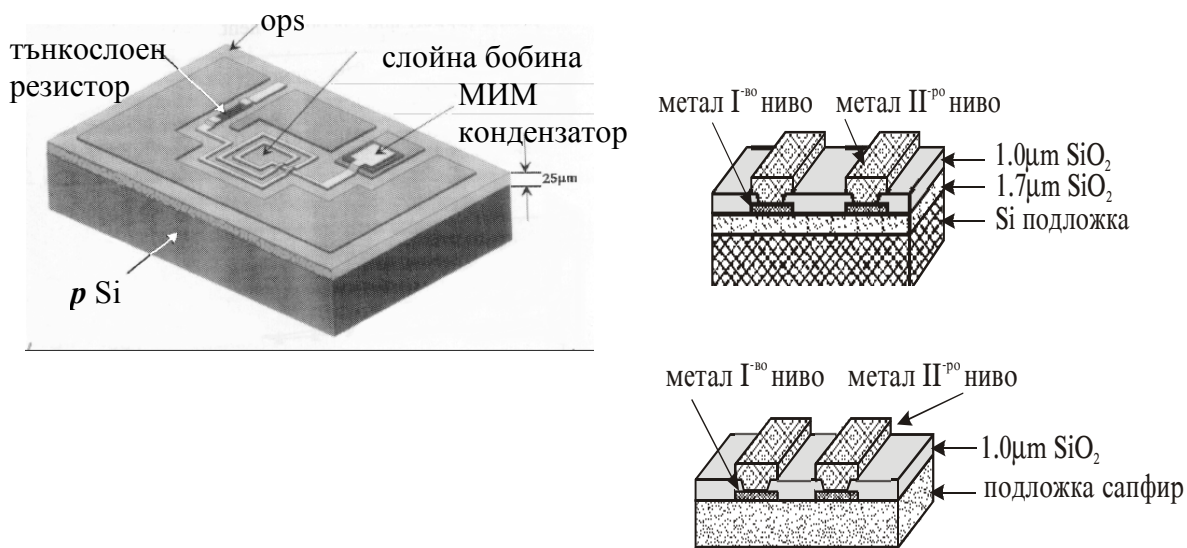 ops
тънкослоен
резистор
слойна бобина
МИМ
кондензатор
25µm
p Si
метал I-во ниво
метал II-ро ниво
1.0µm SiO₂
1.7µm SiO₂
Si подложка
метал I-во ниво
метал II-ро ниво
1.0µm SiO₂
подложка сапфир